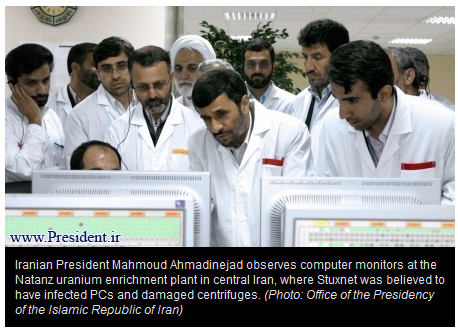 www.President.ir
Iranian President Mahmoud Ahmadinejad observes computer monitors at the
Natanz uranium enrichment plant in central Iran, where Stuxnet was believed to
have infected PCs and damaged centrifuges. (Photo: Office of the Presidency
of the Islamic Republic of Iran)